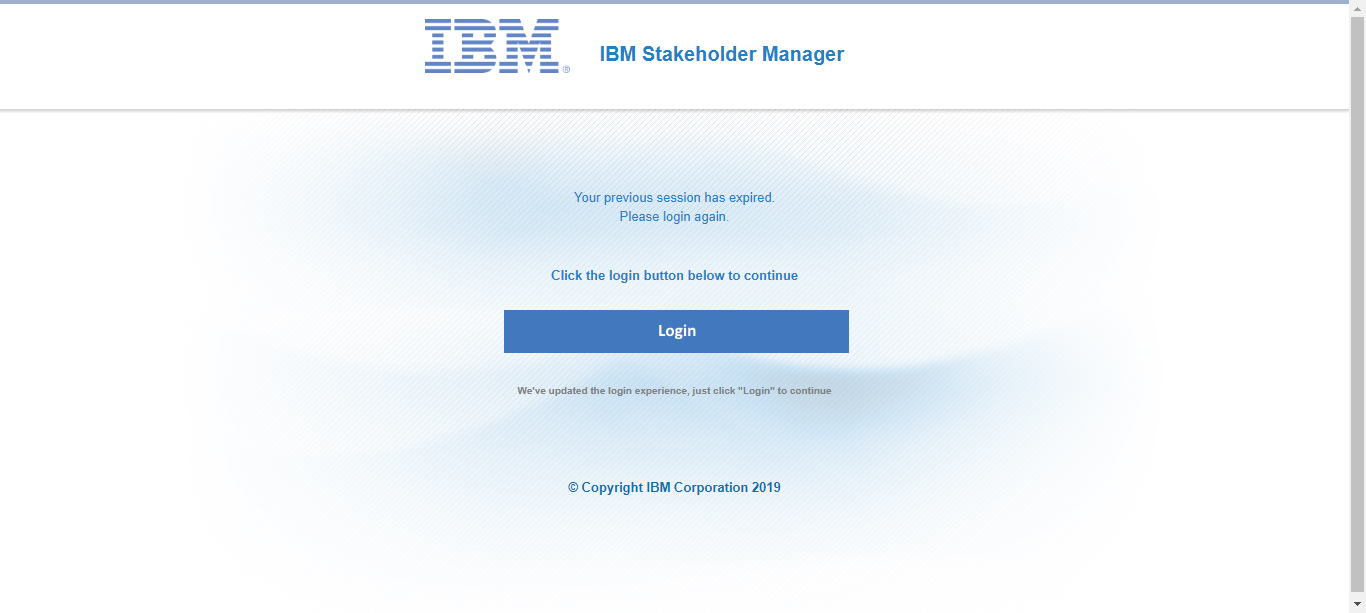 IBM®
IBM Stakeholder Manager
Your previous session has expired.
Please login again.
Click the login button below to continue
Login
We've updated the login experience, just click "Login" to continue
© Copyright IBM Corporation 2019